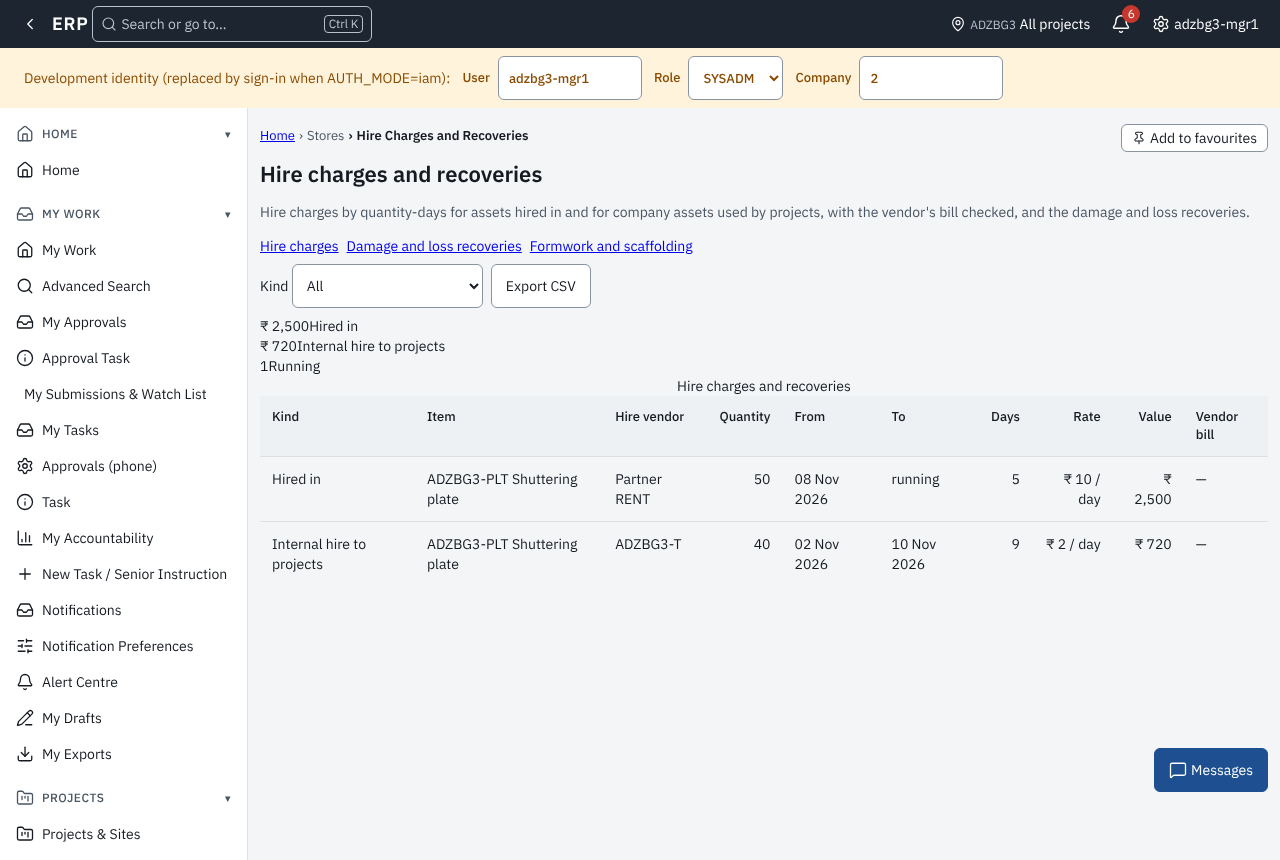 ERP
Search or go to...
Ctrl K
ADZBG3 All projects
6
adzbg3-mgr1
Development identity (replaced by sign-in when AUTH_MODE=iam):
User
adzbg3-mgr1
Role
SYSADM
Company
2
HOME
Home
MY WORK
My Work
Advanced Search
My Approvals
Approval Task
My Submissions & Watch List
My Tasks
Approvals (phone)
Task
My Accountability
New Task / Senior Instruction
Notifications
Notification Preferences
Alert Centre
My Drafts
My Exports
PROJECTS
Projects & Sites
Home › Stores › Hire Charges and Recoveries
Add to favourites
Hire charges and recoveries
Hire charges by quantity-days for assets hired in and for company assets used by projects, with the vendor's bill checked, and the damage and loss recoveries.
Hire charges Damage and loss recoveries Formwork and scaffolding
Kind
All
Export CSV
₹ 2,500Hired in
₹ 720Internal hire to projects
1Running
Hire charges and recoveries
Kind Item Hire vendor Quantity From To Days Rate Value Vendor
bill
Hired in ADZBG3-PLT Shuttering Partner 50 08 Nov running 5 ₹ 10 / ₹ —
plate RENT 2026 day 2,500
Internal hire to ADZBG3-PLT Shuttering ADZBG3-T 40 02 Nov 10 Nov 9 ₹ 2 / day ₹ 720 —
projects plate 2026 2026
Messages